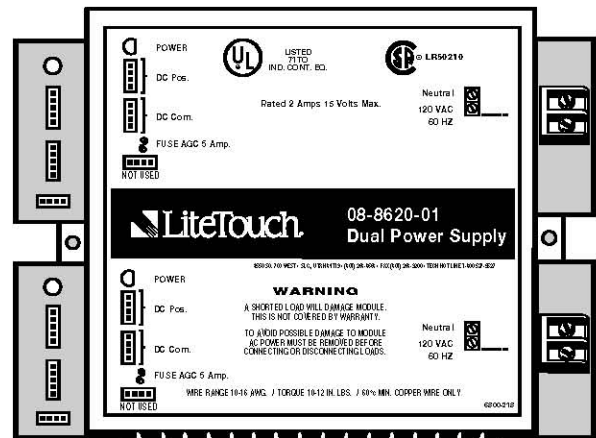 POWER
DC Pos.
DC Com.
FUSE AGC 5 Amp.
NOT USED
UL
LISTED
71TO
IND. CONT. EQ.
SA LR50210
Rated 2 Amps 15 Volts Max.
Neutral
120 VAC
60 HZ
LiteTouch
08-8620-01
Dual Power Supply
POWER
DC Pos.
DC Com.
FUSE AGC 5 Amp.
NOT USED
WARNING
A SHORTED LOAD WILL DAMAGE MODULE.
THIS IS NOT COVERED BY WARRANTY.
TO AVOID POSSIBLE DAMAGE TO MODULE
AC POWER MUST BE REMOVED BEFORE
CONNECTING OR DISCONNECTING LOADS.
Neutral
120 VAC
60 HZ
WIRE RANGE 10-16 AWG. / TORQUE 10-12 IN. LBS. / 60% MIN. COPPER WIRE ONLY